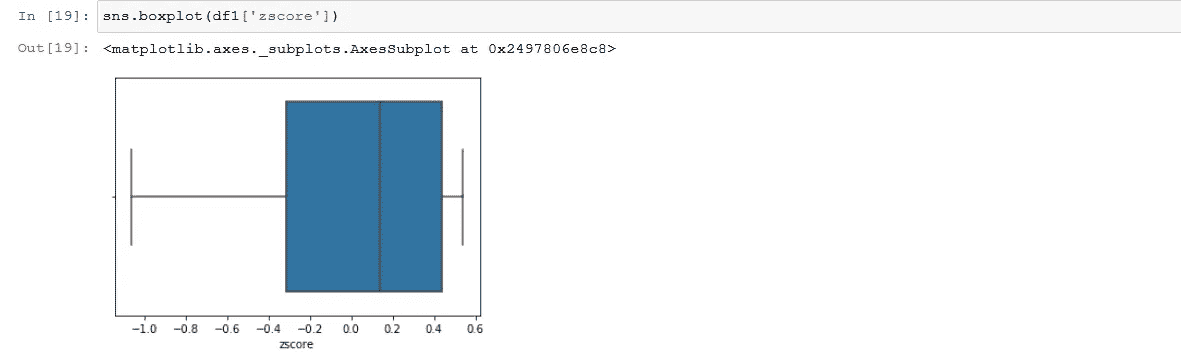 In [19]: sns.boxplot(df1['zscore'])
Out[19]: <matplotlib.axes._subplots.AxesSubplot at 0x2497806e8c8>
−1.0 −0.8 −0.6 −0.4 −0.2 0.0 0.2 0.4 0.6
zscore